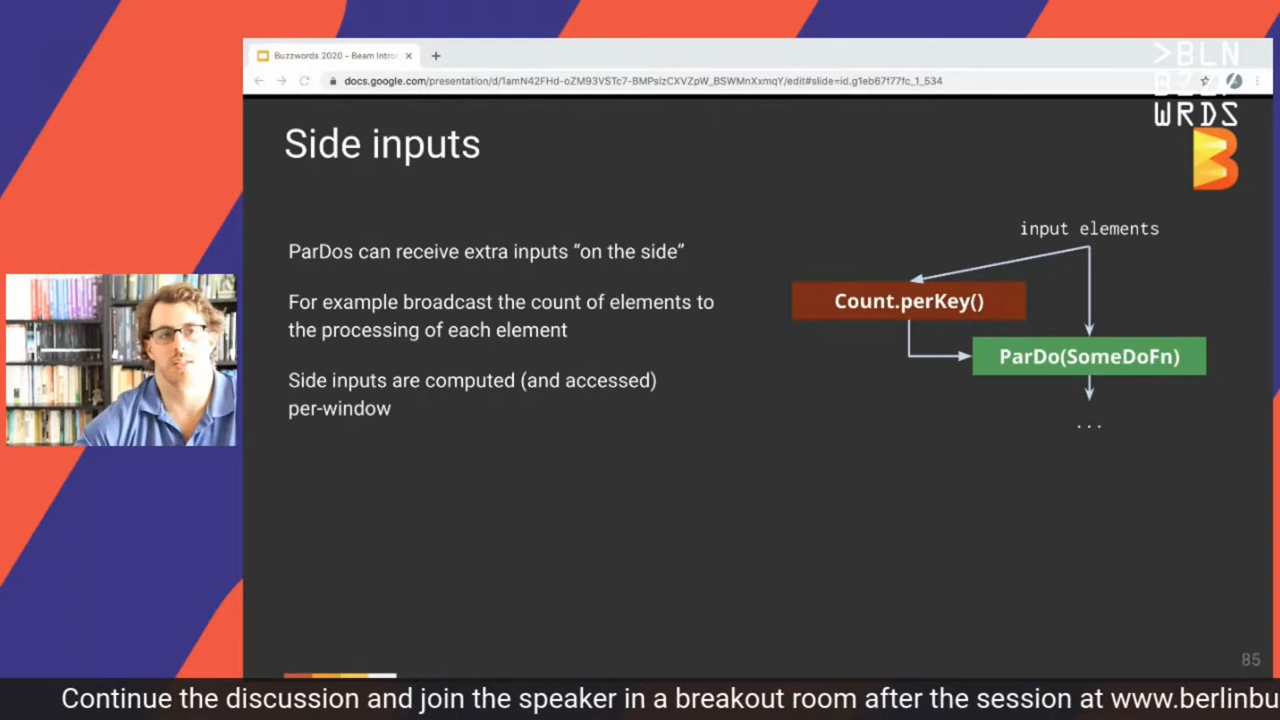 Buzzwords 2020 - Beam Intro
docs.google.com/presentation/d/1amN42FHd-oZM93VSTc7-BMPsIzCXVZpW_BSWMnXxmqY/edit#slide=id.g1eb67f77fc_1_534
>BLN
WRDS
Side inputs
input elements
ParDos can receive extra inputs “on the side”
Count.perKey()
For example broadcast the count of elements to
the processing of each element
ParDo(SomeDoFn)
Side inputs are computed (and accessed)
per-window
...
85
Continue the discussion and join the speaker in a breakout room after the session at www.berlinbu